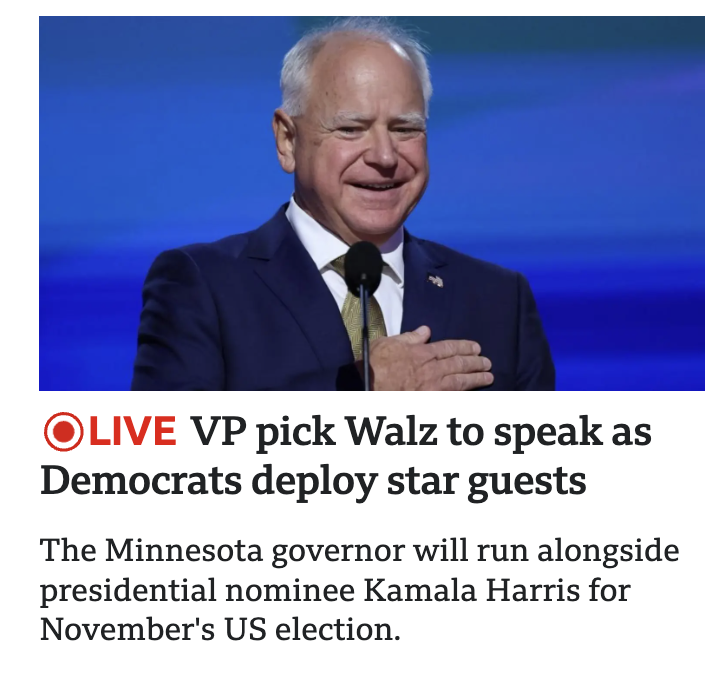 LIVE VP pick Walz to speak as
Democrats deploy star guests
The Minnesota governor will run alongside
presidential nominee Kamala Harris for
November's US election.